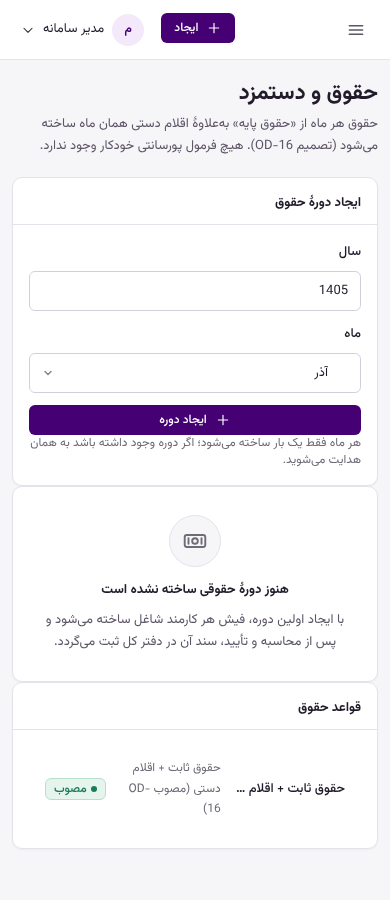 ایجاد
م
مدیر سامانه
حقوق و دستمزد
حقوق هر ماه از «حقوق پایه» به‌علاوهٔ اقلام دستی همان ماه ساخته
می‌شود (تصمیم OD-16). هیچ فرمول پورسانتی خودکار وجود ندارد.
ایجاد دورهٔ حقوق
سال
1405
ماه
آذر
ایجاد دوره
هر ماه فقط یک بار ساخته می‌شود؛ اگر دوره وجود داشته باشد به همان
هدایت می‌شوید.
هنوز دورهٔ حقوقی ساخته نشده است
با ایجاد اولین دوره، فیش هر کارمند شاغل ساخته می‌شود و
پس از محاسبه و تأیید، سند آن در دفتر کل ثبت می‌گردد.
قواعد حقوق
حقوق ثابت + اقلام ...
حقوق ثابت + اقلام
دستی (مصوب OD-
16)
مصوب